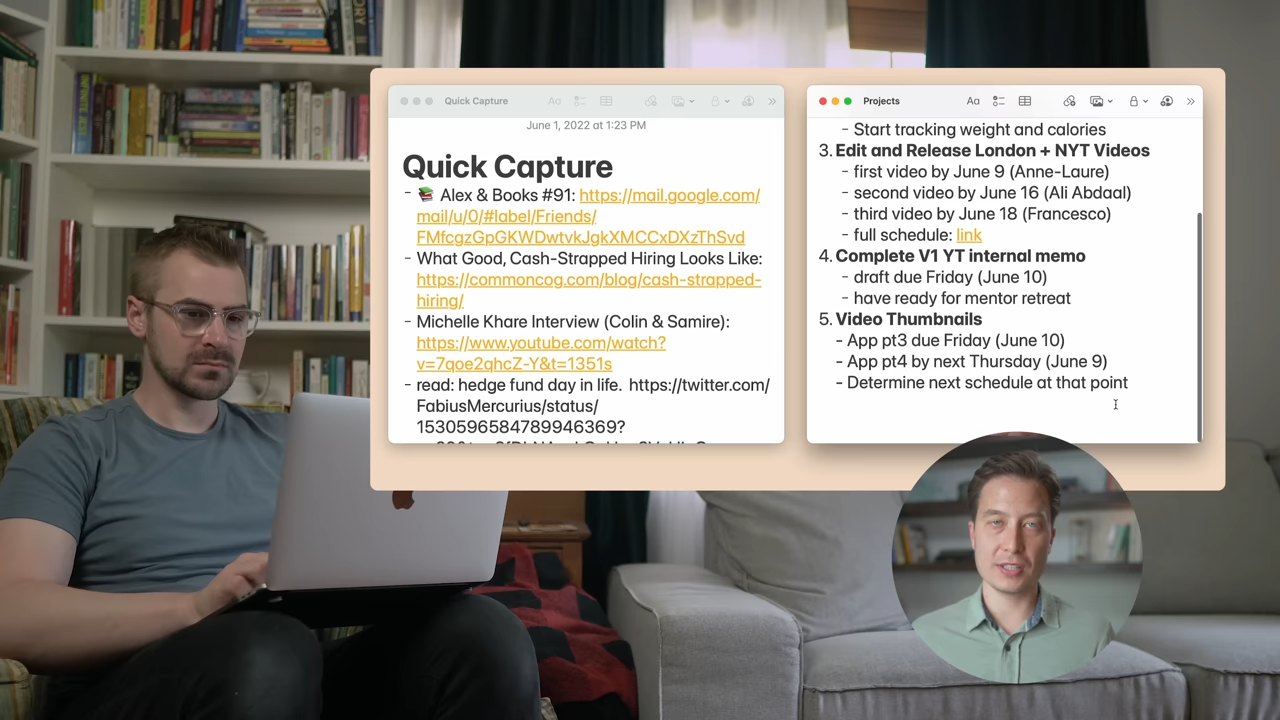 Quick Capture
June 1, 2022 at 1:23 PM
Quick Capture
- 📚 Alex & Books #91: https://mail.google.com/
mail/u/0/#label/Friends/
FMfcgzGpGKWDwtvkJgkXMCCxDXzThSvd
- What Good, Cash-Strapped Hiring Looks Like:
https://commoncog.com/blog/cash-strapped-
hiring/
- Michelle Khare Interview (Colin & Samire):
https://www.youtube.com/watch?
v=7qoe2qhcZ-Y&t=1351s
- read: hedge fund day in life. https://twitter.com/
FabiusMercurius/status/
1530596584789946369?
Projects
Aa
- Start tracking weight and calories
3. Edit and Release London + NYT Videos
- first video by June 9 (Anne-Laure)
- second video by June 16 (Ali Abdaal)
- third video by June 18 (Francesco)
- full schedule: link
4. Complete V1 YT internal memo
- draft due Friday (June 10)
- have ready for mentor retreat
5. Video Thumbnails
- App pt3 due Friday (June 10)
- App pt4 by next Thursday (June 9)
- Determine next schedule at that point